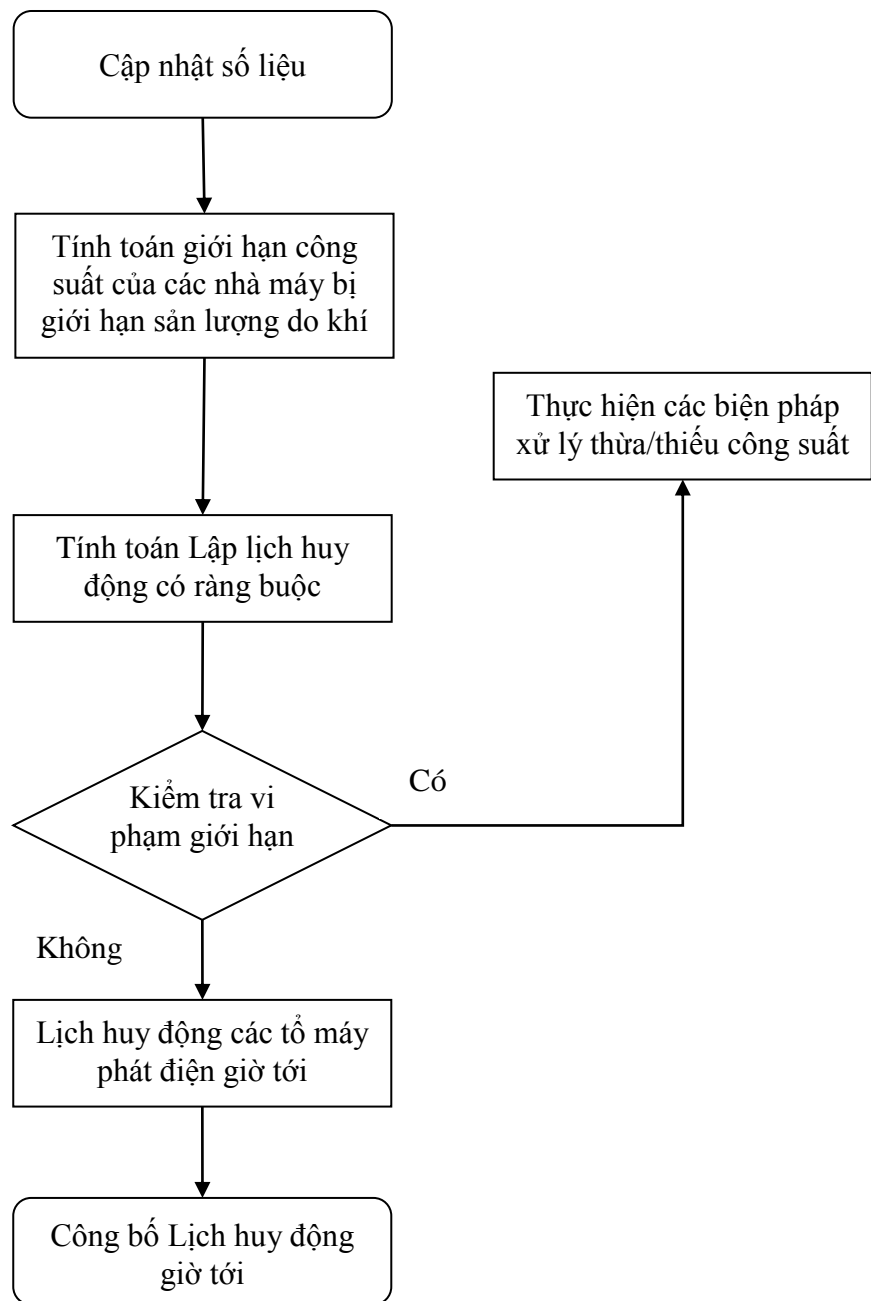 Cập nhật số liệu
Tính toán giới hạn công
suất của các nhà máy bị
giới hạn sản lượng do khí
Thực hiện các biện pháp
xử lý thừa/thiếu công suất
Tính toán Lập lịch huy
động có ràng buộc
Kiểm tra vi
phạm giới hạn
Có
Không
Lịch huy động các tổ máy
phát điện giờ tới
Công bố Lịch huy động
giờ tới